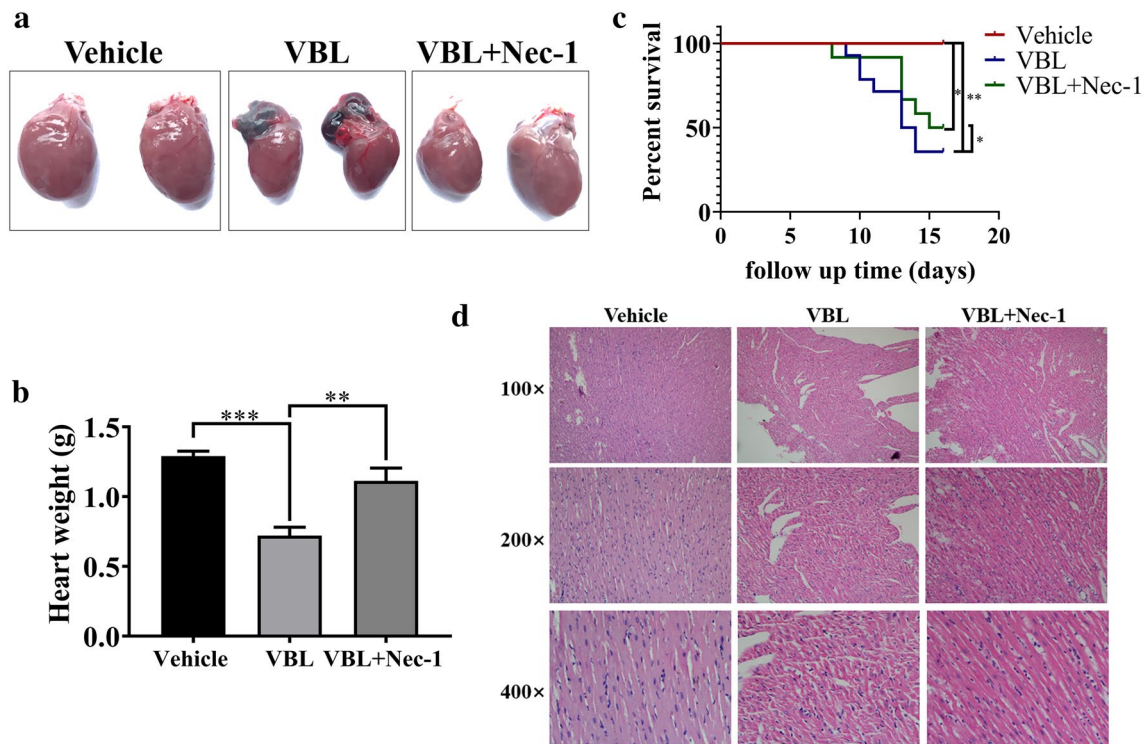 a
Vehicle
VBL
VBL+Nec-1
b
Heart weight (g)
1.5
1.0
0.5
0.0
***
**
Vehicle
VBL
VBL+Nec-1
c
Percent survival
100
50
0
0
5
10
15
20
follow up time (days)
*
**
*
Vehicle
VBL
VBL+Nec-1
d
Vehicle
VBL
VBL+Nec-1
100×
200×
400×